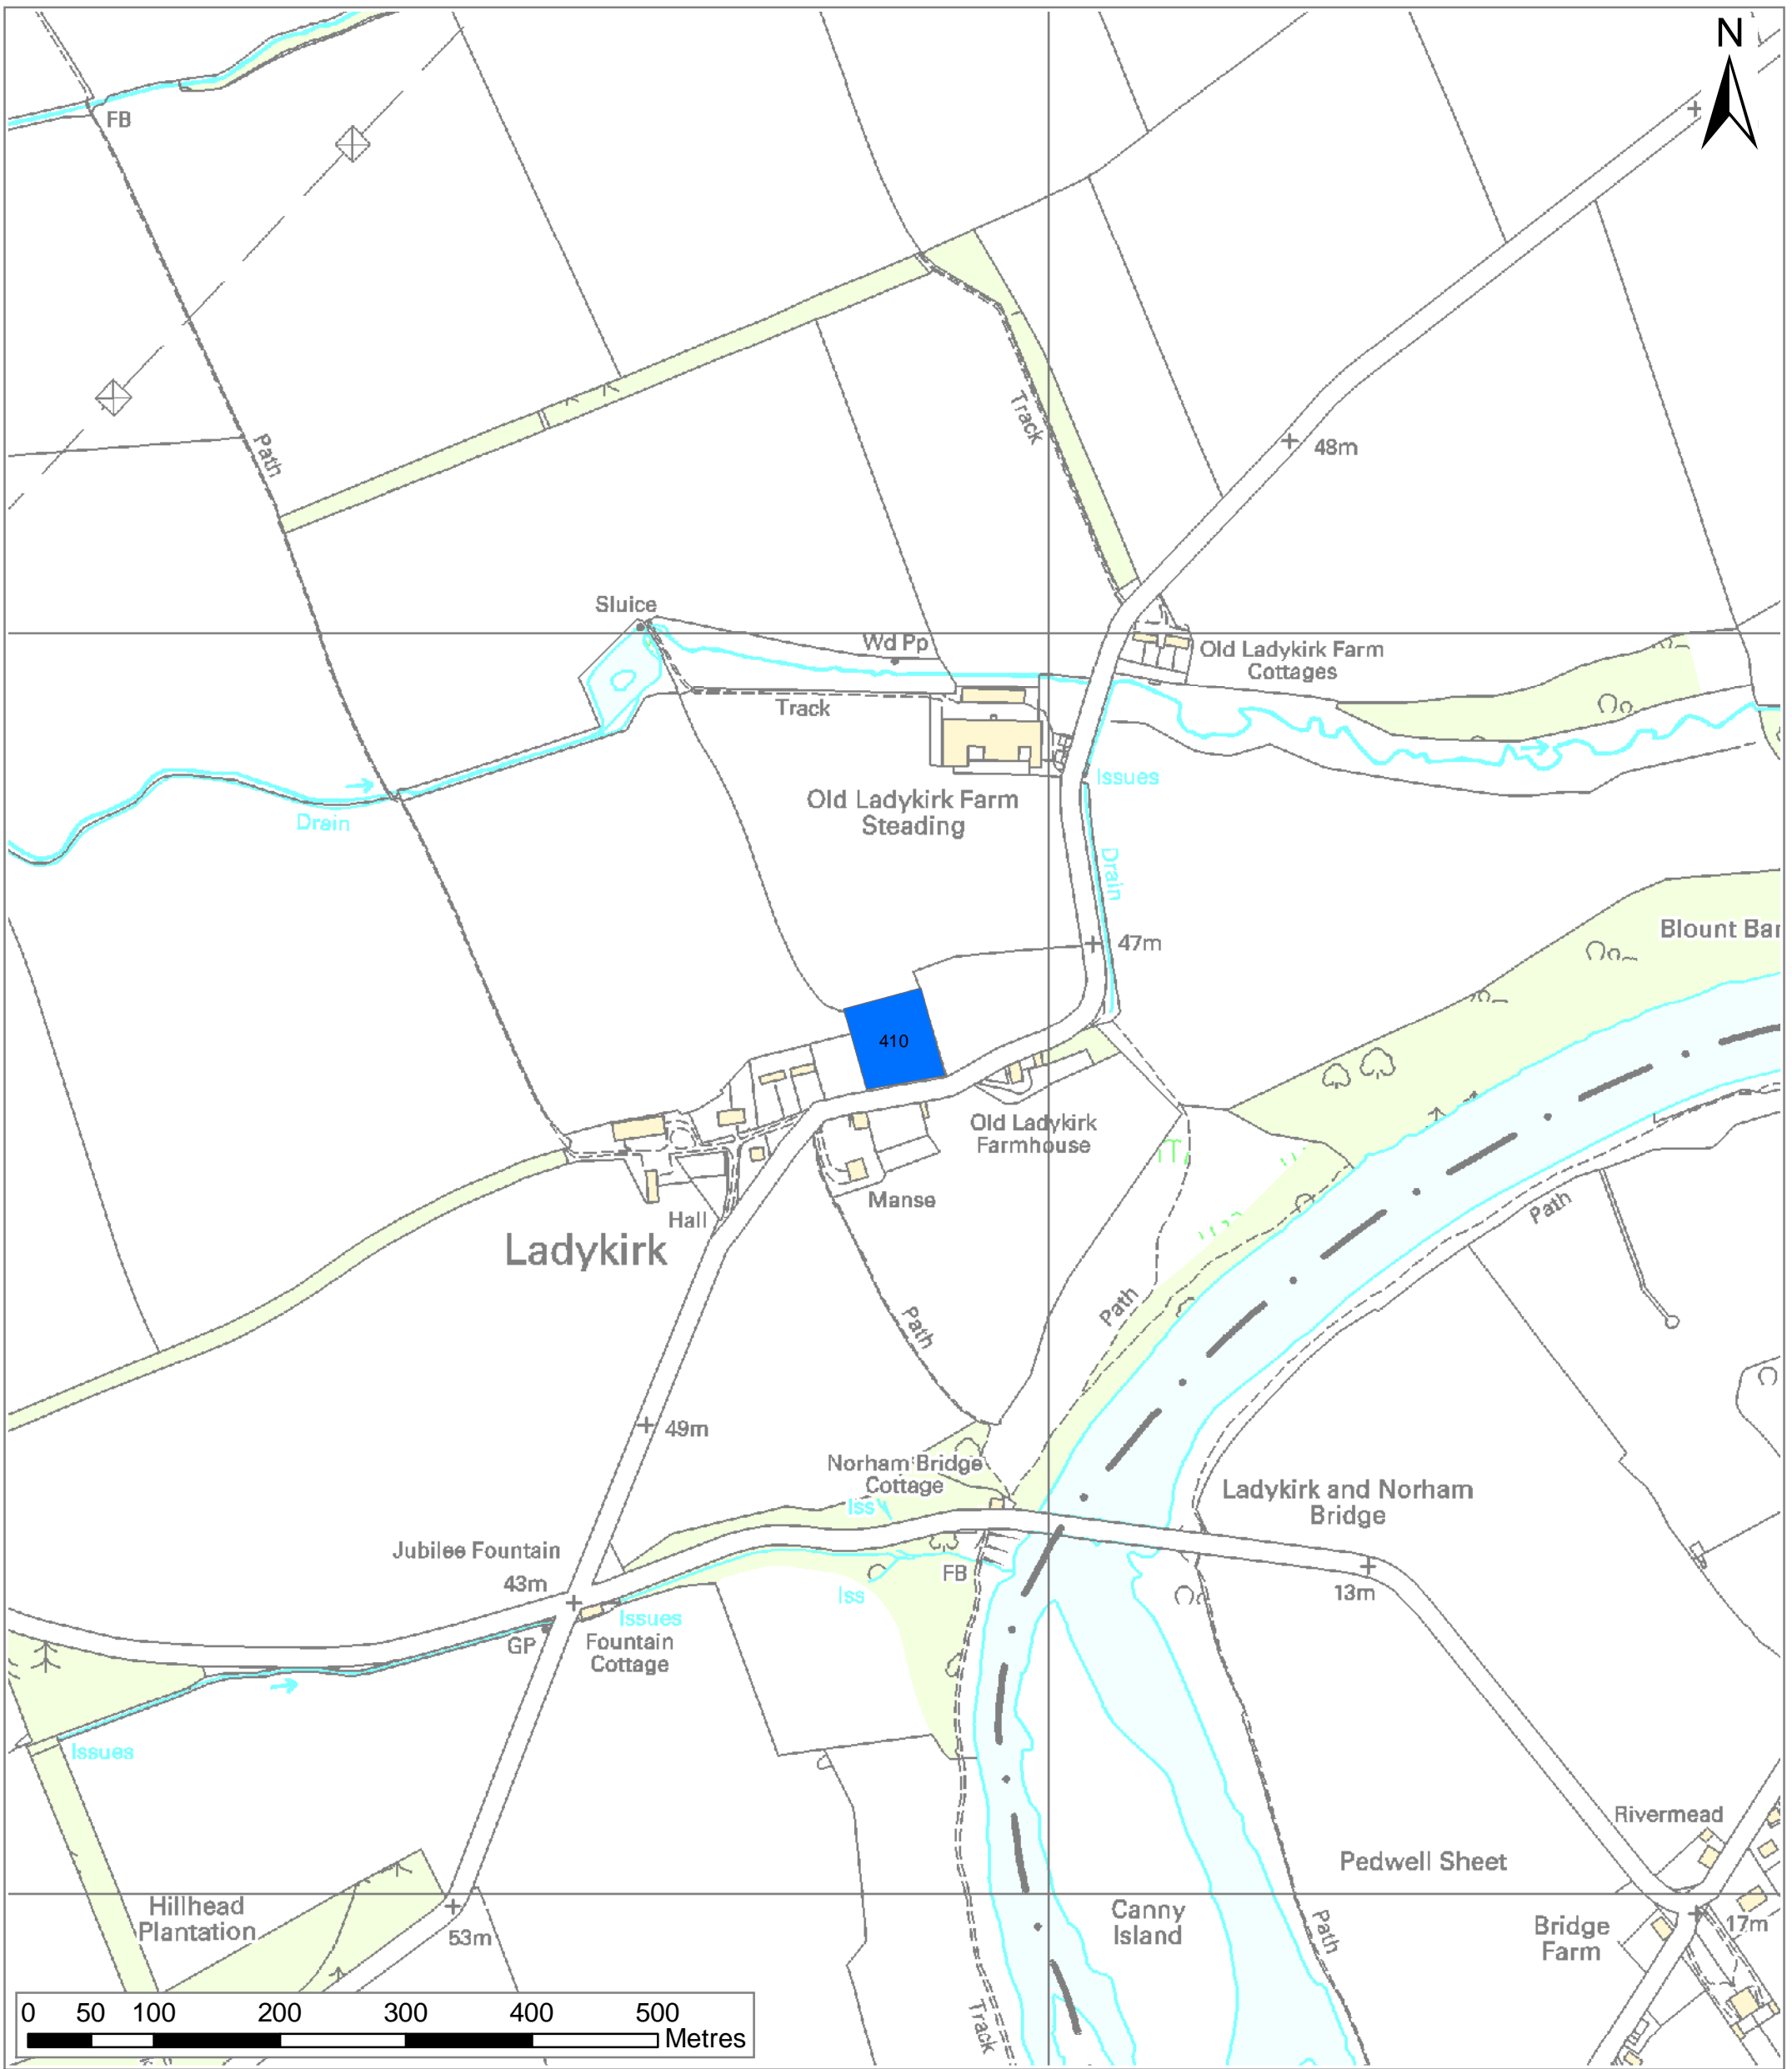 N
FB
Path
Track
48m
Sluice
Wd Pp
Old Ladykirk Farm
Cottages
Track
Issues
Old Ladykirk Farm
Steading
Drain
Drain
47m
Blount Bar
410
Old Ladykirk
Farmhouse
Manse
Hall
Ladykirk
Path
Path
Path
49m
Norham Bridge
Cottage
Iss
Ladykirk and Norham
Bridge
Jubilee Fountain
43m
FB
13m
Iss
Issues
GP
Fountain
Cottage
Issues
Rivermead
Pedwell Sheet
Hillhead
Plantation
53m
Canny
Island
Path
Bridge
Farm
17m
Track
0 50 100 200 300 400 500
Metres